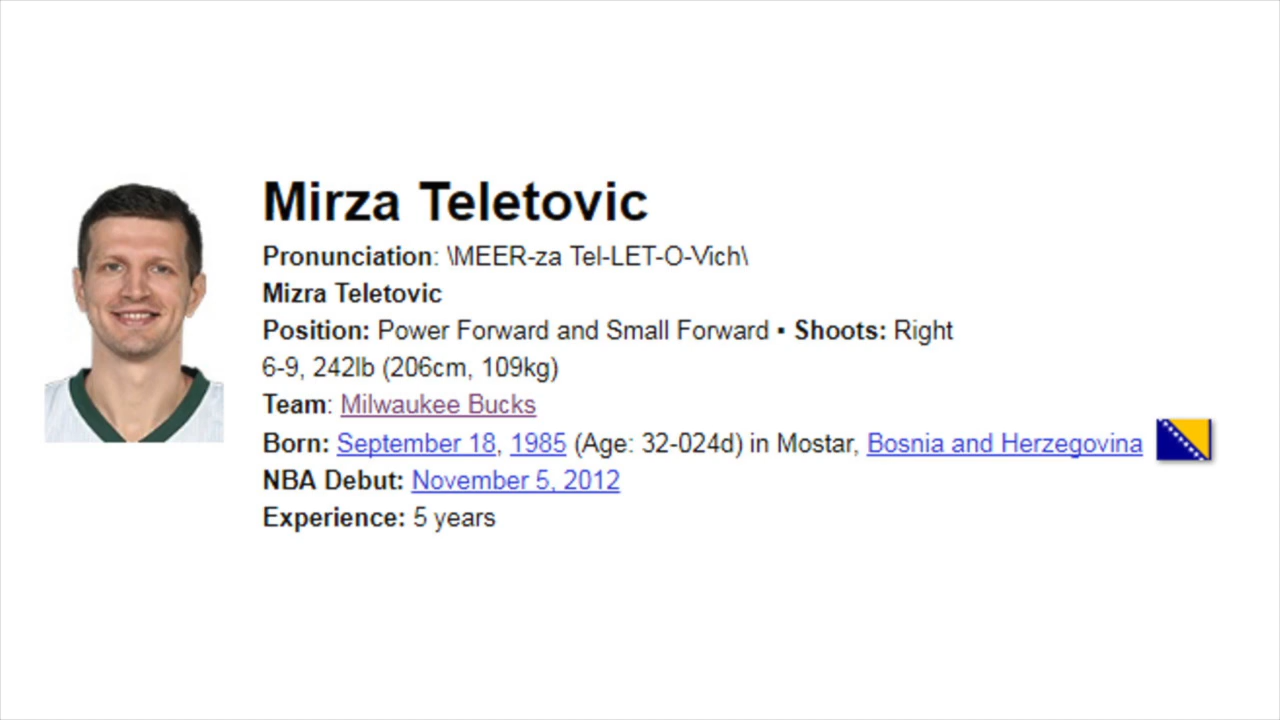 Mirza Teletovic
Pronunciation: \MEER-za Tel-LET-O-Vich\
Mizra Teletovic
Position: Power Forward and Small Forward ▪ Shoots: Right
6-9, 242lb (206cm, 109kg)
Team: Milwaukee Bucks
Born: September 18, 1985 (Age: 32-024d) in Mostar, Bosnia and Herzegovina
NBA Debut: November 5, 2012
Experience: 5 years